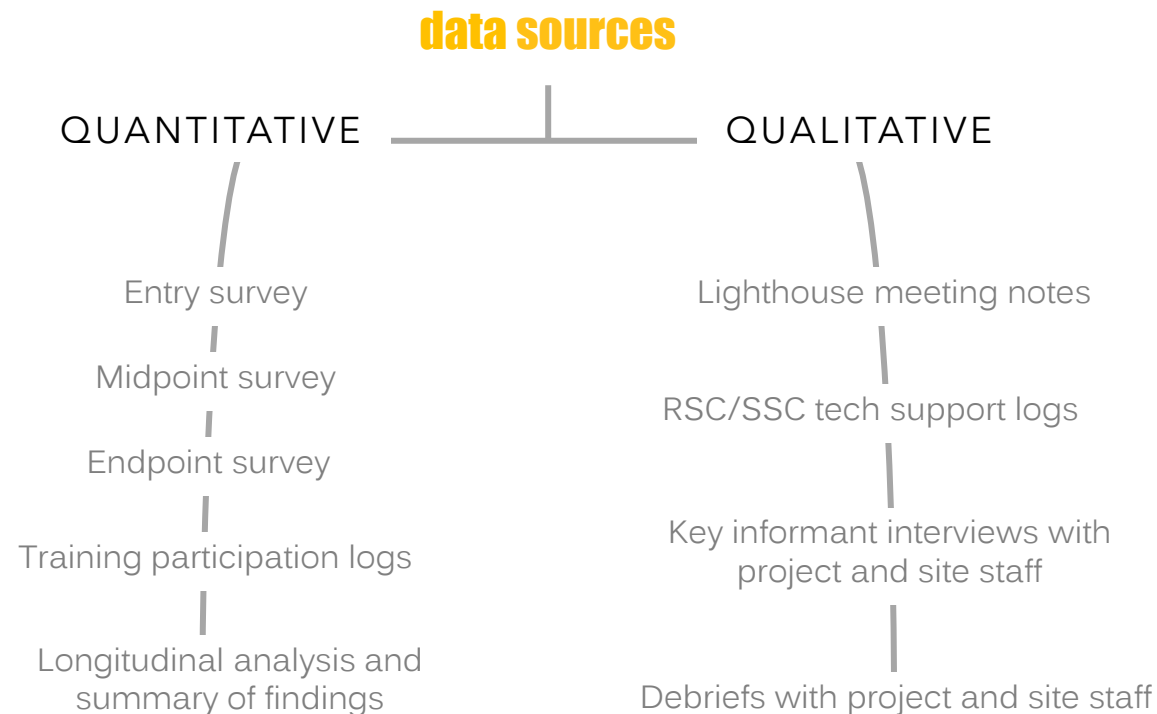 data sources
QUANTITATIVE
Entry survey
Midpoint survey
Endpoint survey
Training participation logs
Longitudinal analysis and
summary of findings
QUALITATIVE
Lighthouse meeting notes
RSC/SSC tech support logs
Key informant interviews with
project and site staff
Debriefs with project and site staff